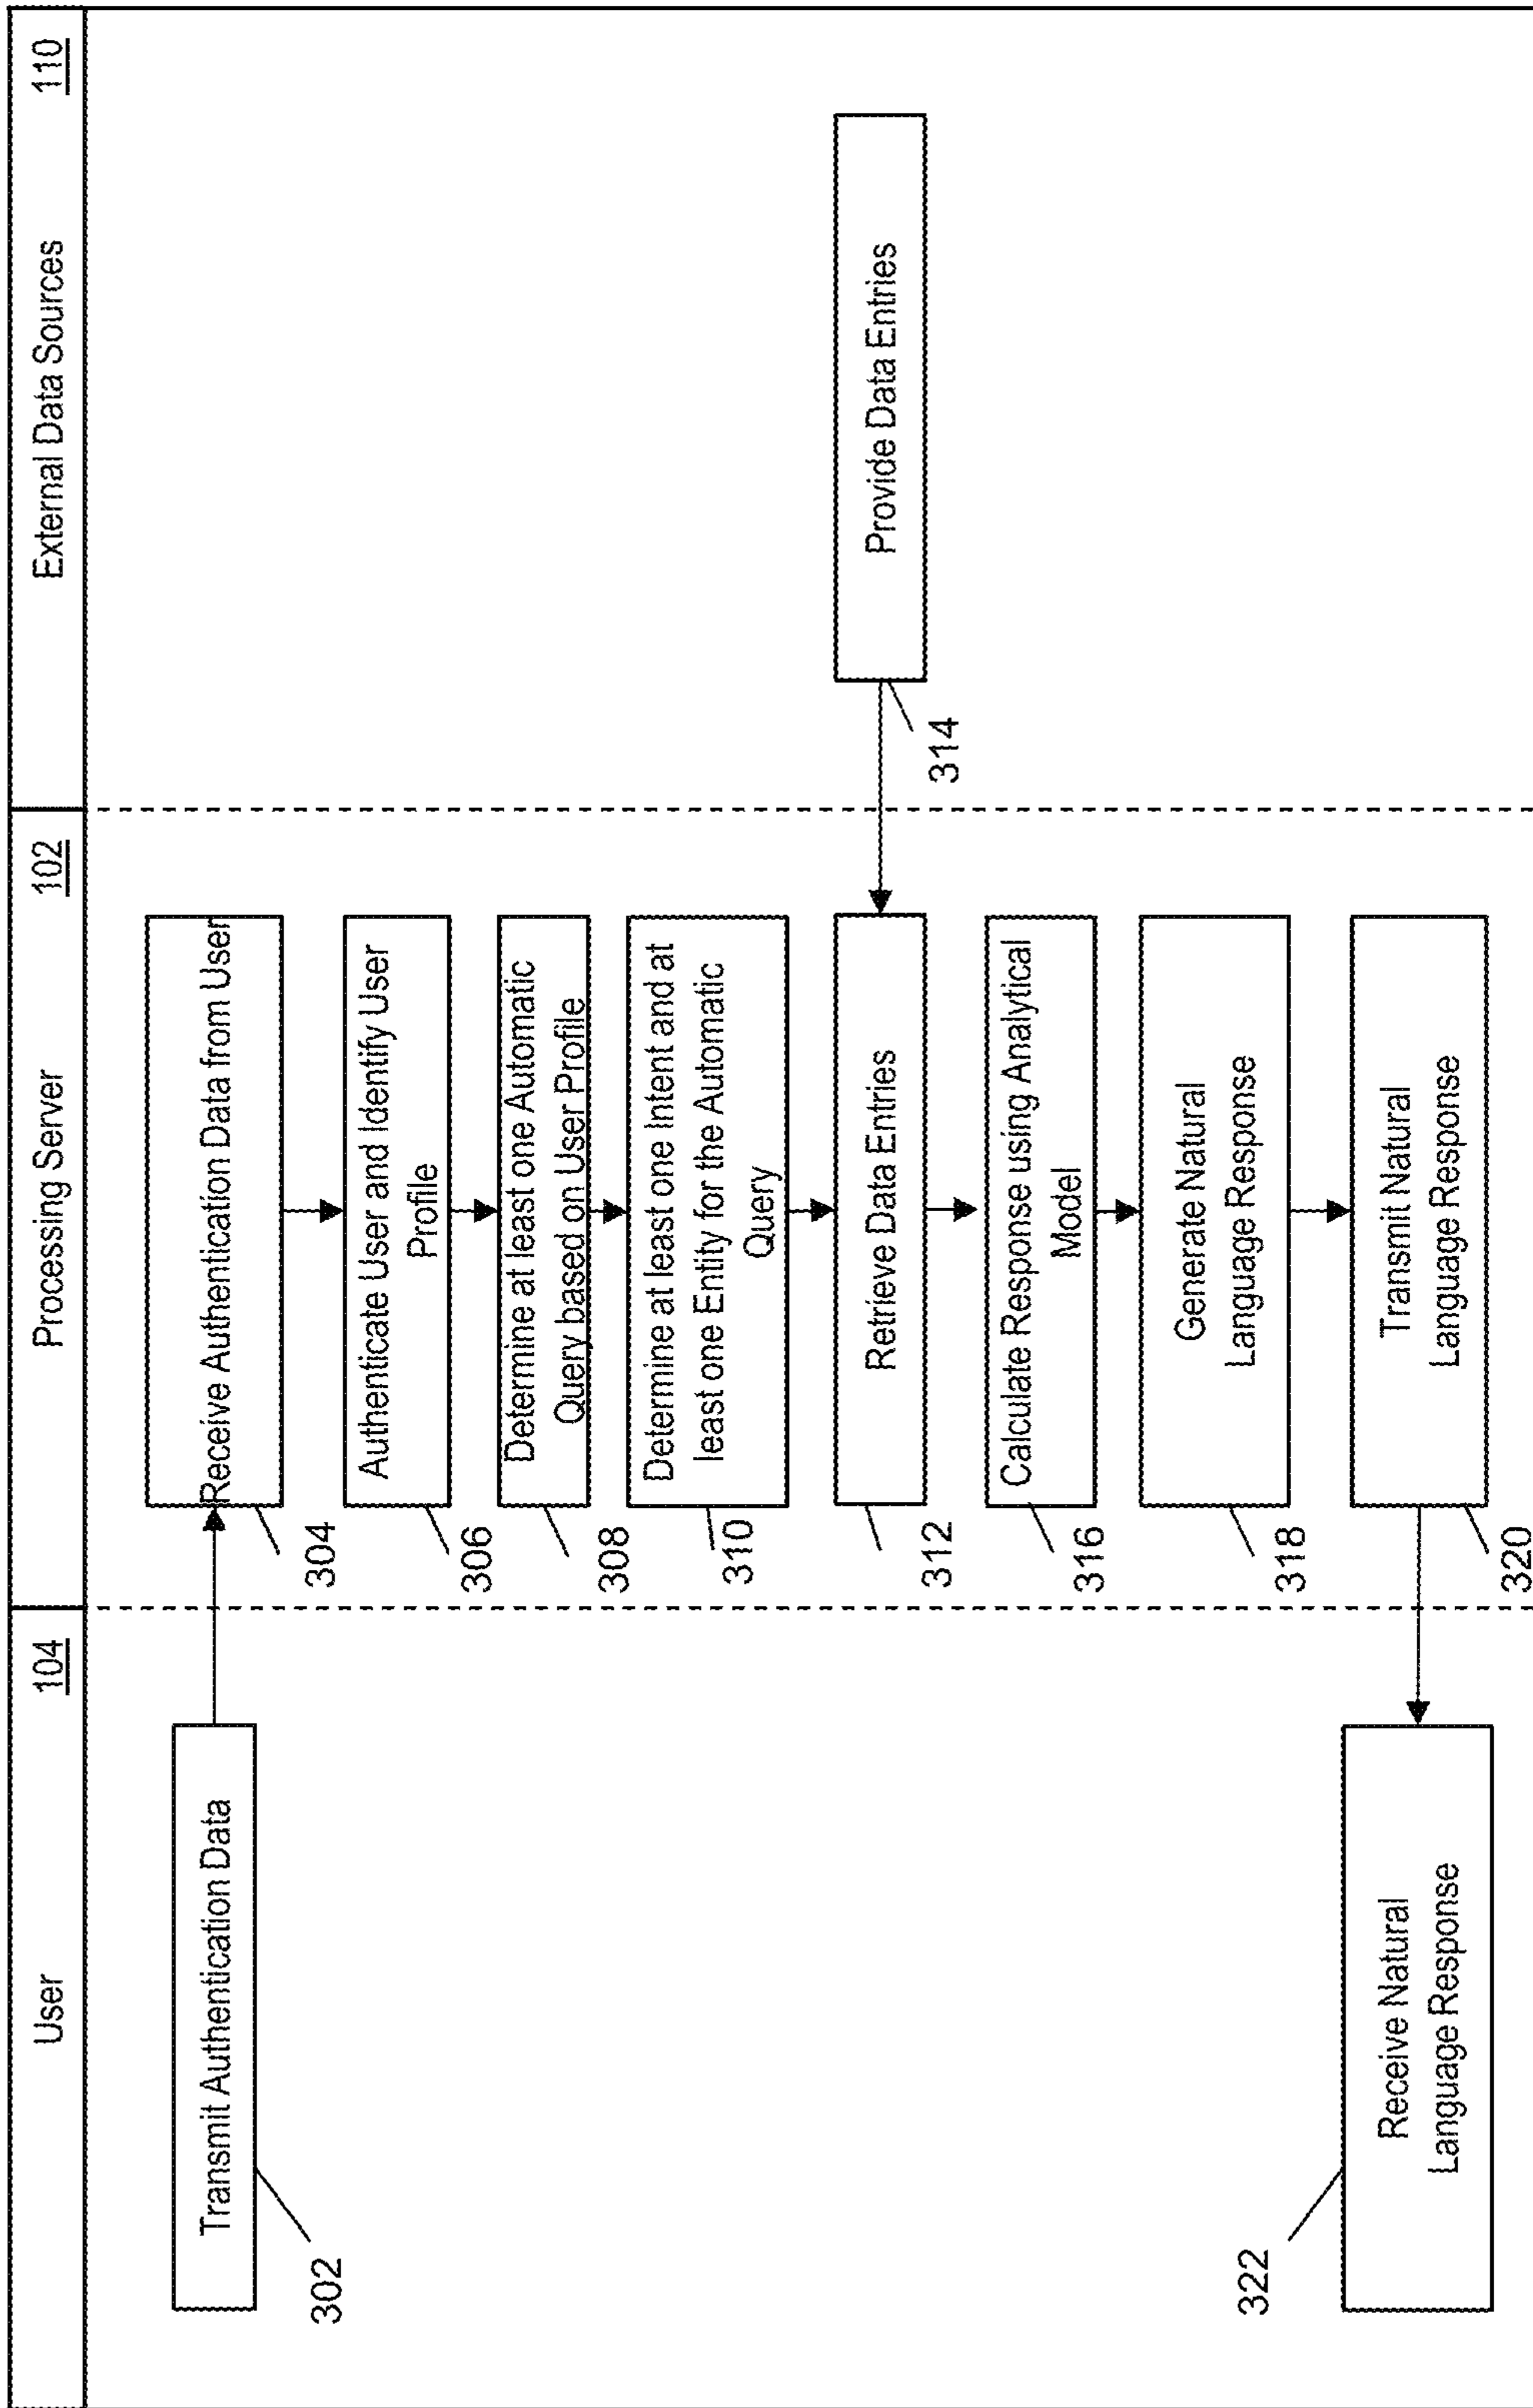 User
104
Processing Server
102
External Data Sources
110
Transmit Authentication Data
302
Receive Authentication Data from User
304
Authenticate User and Identify User
Profile
306
Determine at least one Automatic
Query based on User Profile
308
Determine at least one Intent and at
least one Entity for the Automatic
Query
310
Retrieve Data Entries
312
Provide Data Entries
314
Calculate Response using Analytical
Model
316
Generate Natural
Language Response
318
Transmit Natural
Language Response
320
Receive Natural
Language Response
322